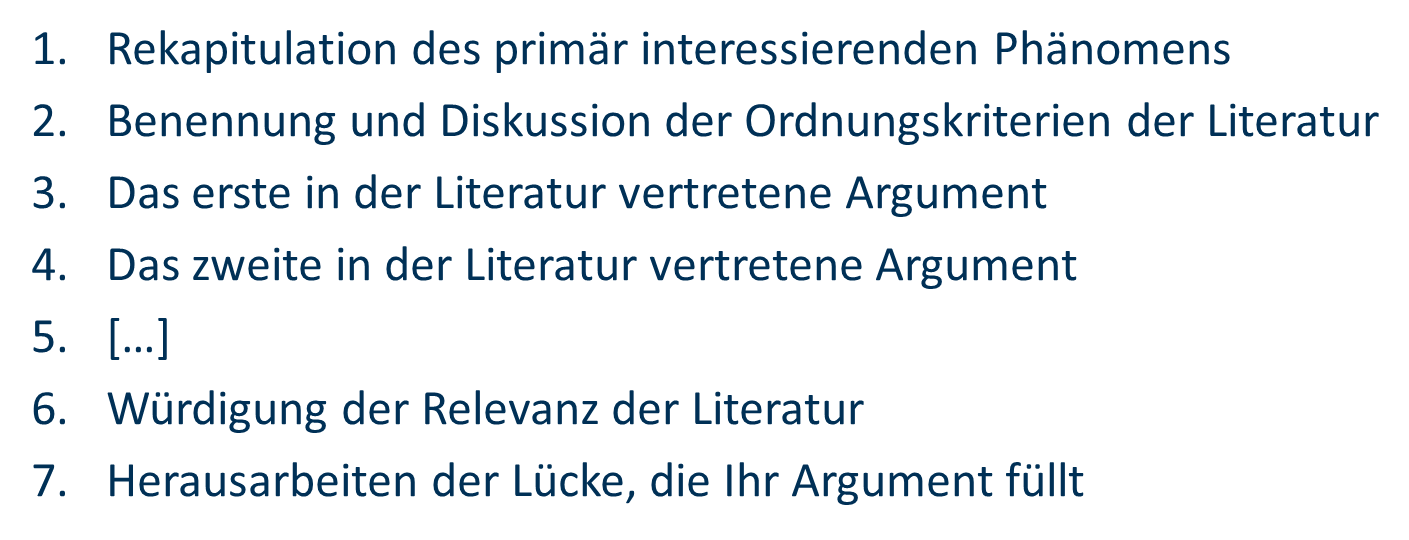 1. Rekapitulation des primär interessierenden Phänomens
2. Benennung und Diskussion der Ordnungskriterien der Literatur
3. Das erste in der Literatur vertretene Argument
4. Das zweite in der Literatur vertretene Argument
5. […]
6. Würdigung der Relevanz der Literatur
7. Herausarbeiten der Lücke, die Ihr Argument füllt